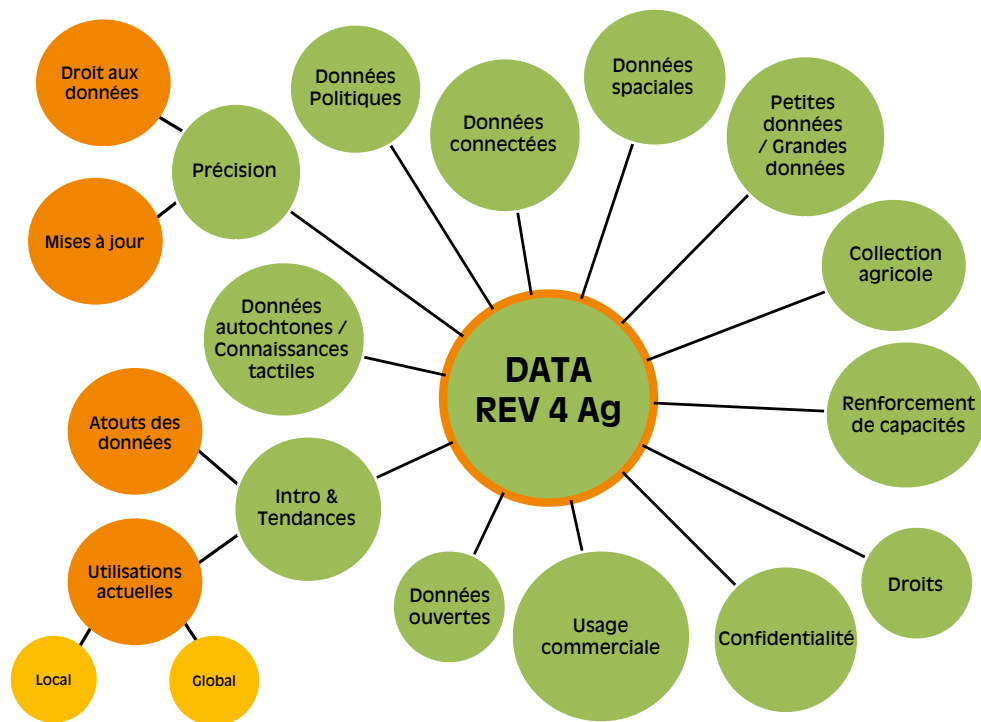 Droit aux
données
Précision
Mises à jour
Données
Politiques
Données
connectées
Données
spaciales
Petites
données
/ Grandes
données
Collection
agricole
Données
autochtones /
Connaissances
tactiles
DATA
REV 4 Ag
Renforcement
de capacités
Atouts des
données
Intro &
Tendances
Utilisations
actuelles
Local
Global
Données
ouvertes
Usage
commerciale
Confidentialité
Droits